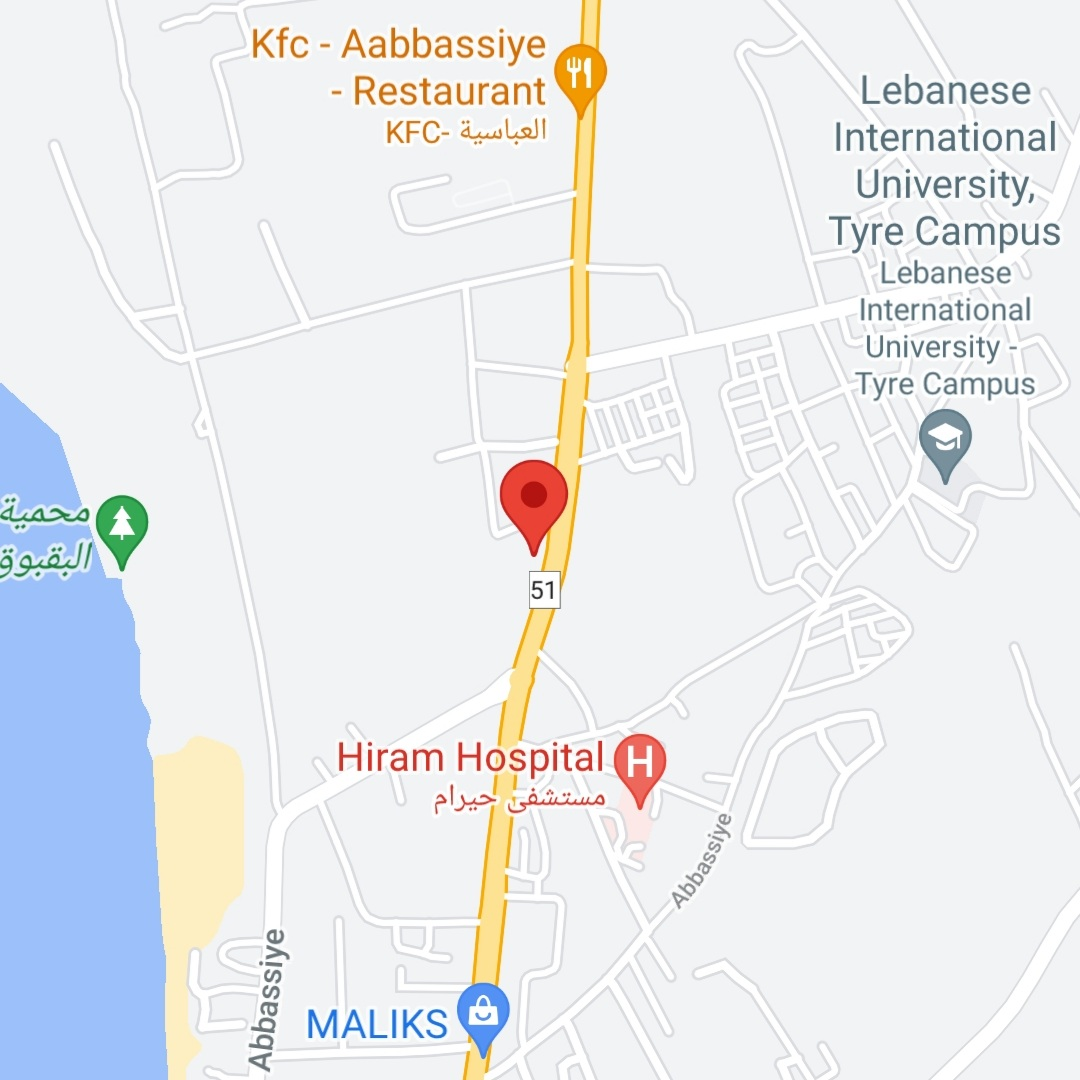 Kfc - Aabbassiye
- Restaurant
KFC- العباسية
Lebanese
International
University,
Tyre Campus
Lebanese
International
University -
Tyre Campus
محمية
البقبوق
51
Hiram Hospital
مستشفى حيرام
Abbassiye
Abbassiye
MALIKS
H